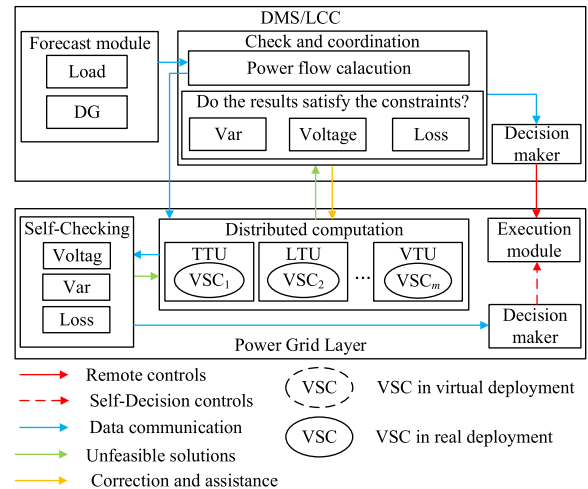 DMS/LCC
Forecast module
Load
DG
Check and coordination
Power flow calacution
Do the results satisfy the constraints?
Var
Voltage
Loss
Decision
maker
Self-Checking
Voltag
Var
Loss
Distributed computation
TTU
VSC1
LTU
VSC2
...
VTU
VSCm
Execution
module
Decision
maker
Power Grid Layer
Remote controls
Self-Decision controls
Data communication
Unfeasible solutions
Correction and assistance
VSC
VSC in virtual deployment
VSC
VSC in real deployment